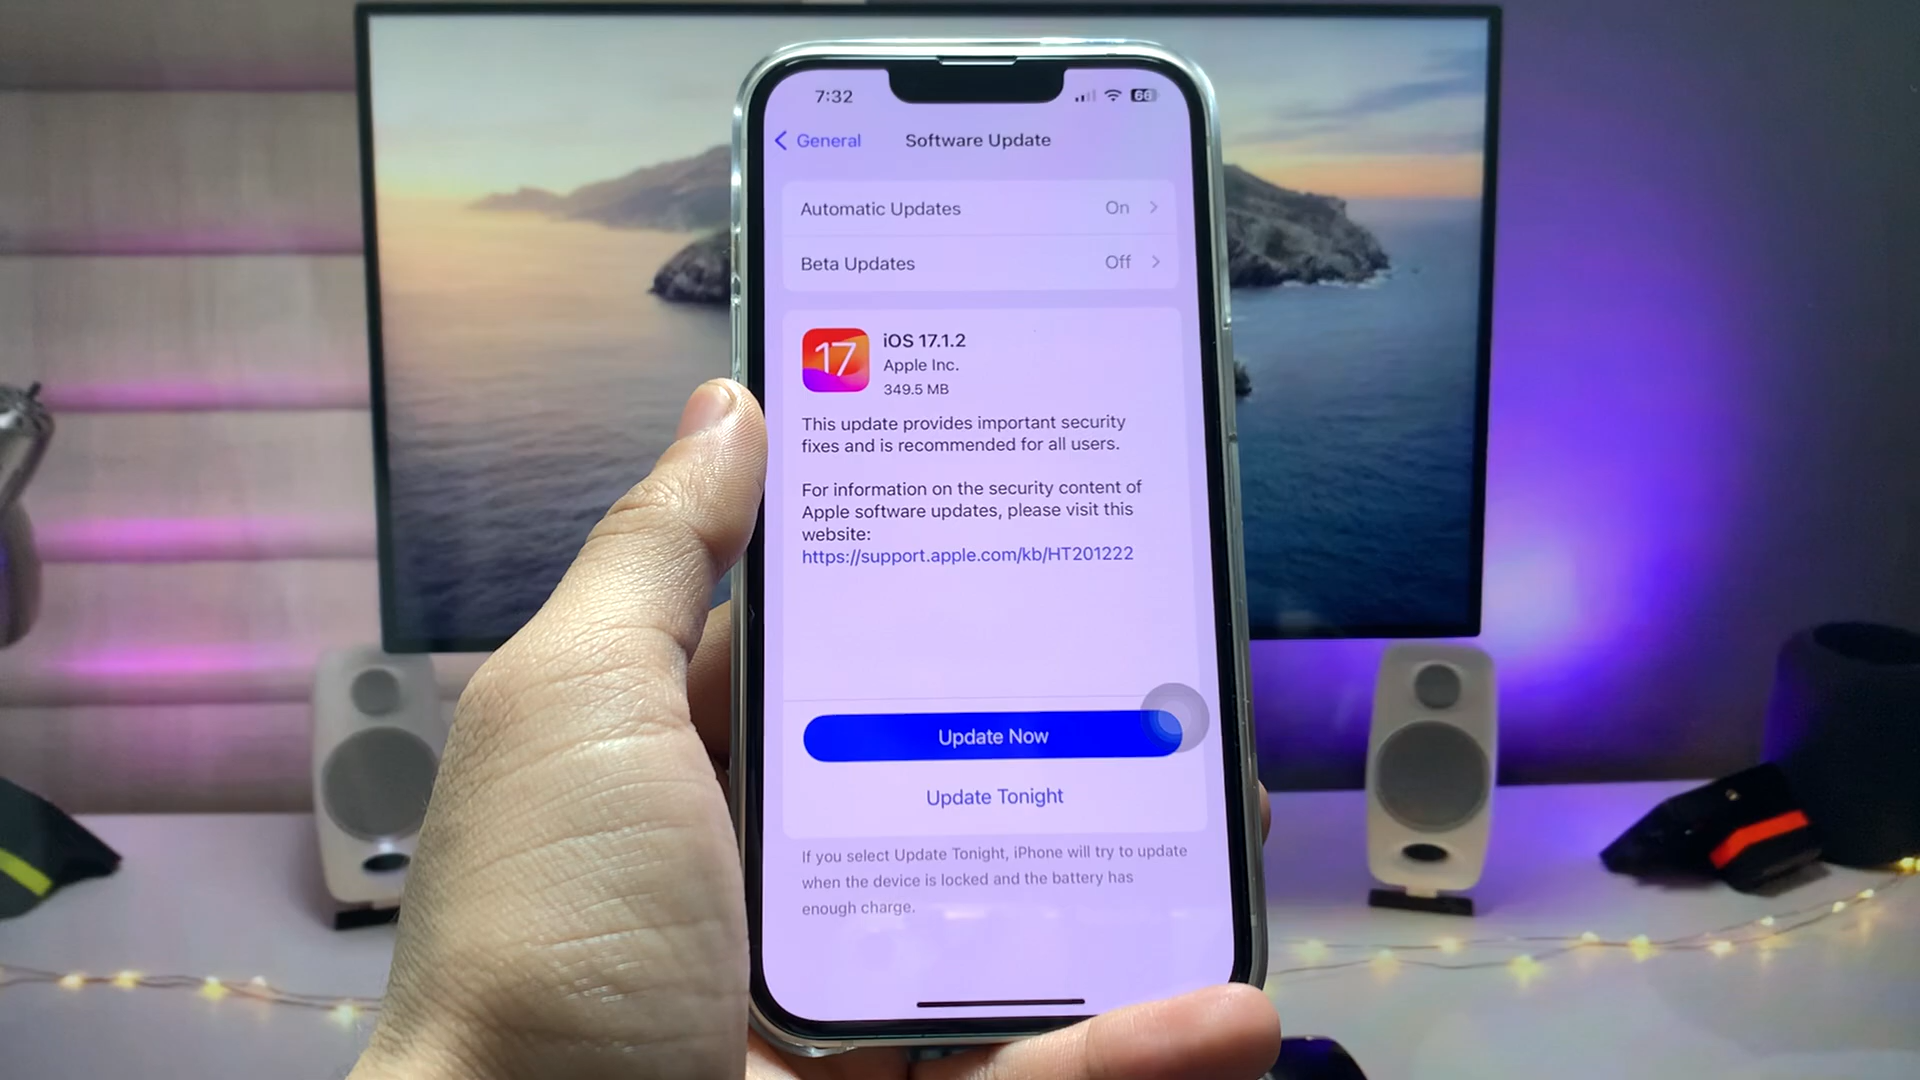 7:32
66
General
Software Update
Automatic Updates
On
Beta Updates
Off
17
iOS 17.1.2
Apple Inc.
349.5 MB
This update provides important security
fixes and is recommended for all users.
For information on the security content of
Apple software updates, please visit this
website:
https://support.apple.com/kb/HT201222
Update Now
Update Tonight
If you select Update Tonight, iPhone will try to update
when the device is locked and the battery has
enough charge.